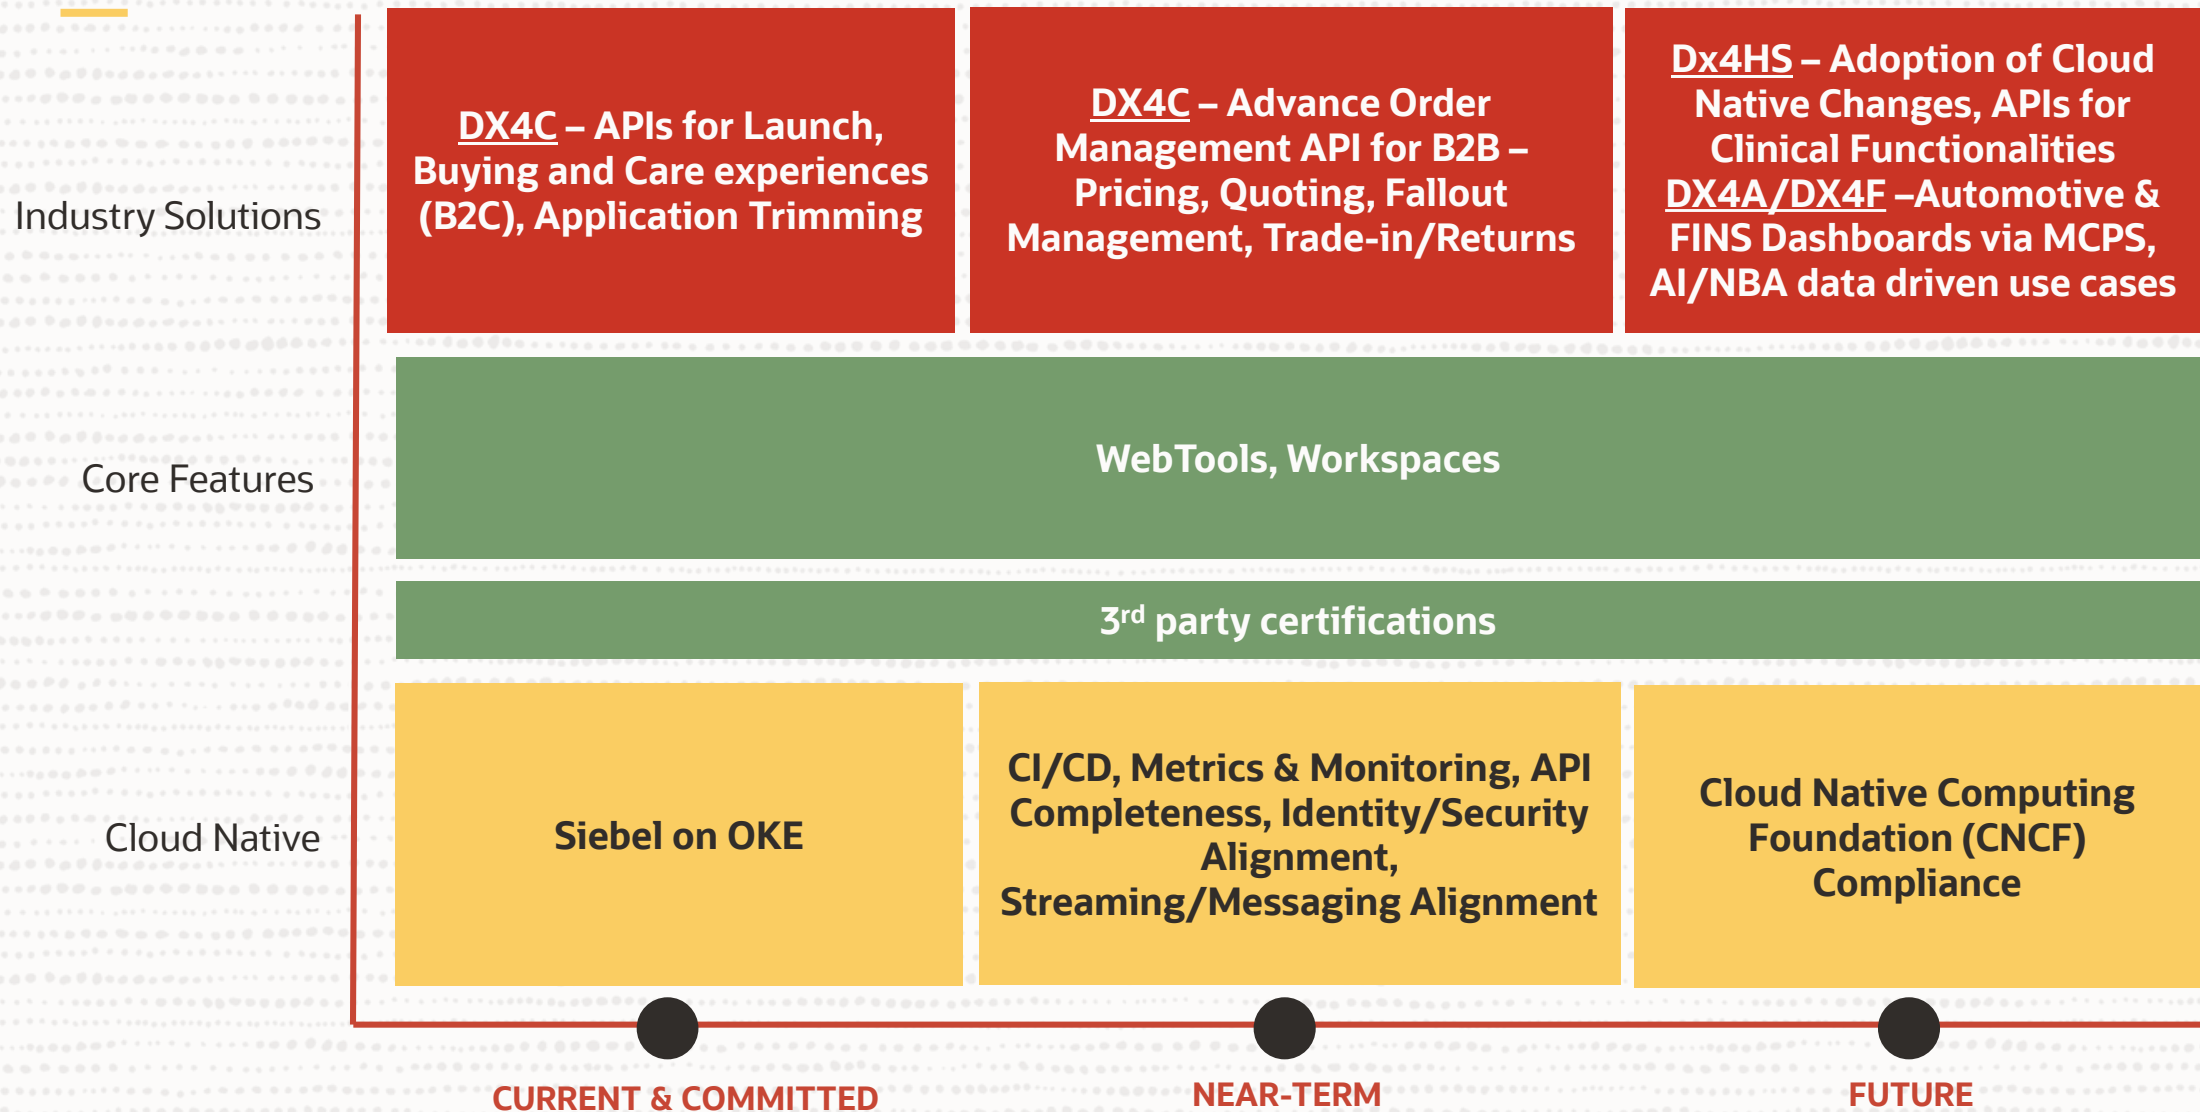 Industry Solutions
DX4C – APIs for Launch,
Buying and Care experiences
(B2C), Application Trimming
DX4C – Advance Order
Management API for B2B –
Pricing, Quoting, Fallout
Management, Trade-in/Returns
Dx4HS – Adoption of Cloud
Native Changes, APIs for
Clinical Functionalities
DX4A/DX4F –Automotive &
FINS Dashboards via MCPS,
AI/NBA data driven use cases
Core Features
WebTools, Workspaces
3rd party certifications
Cloud Native
Siebel on OKE
CI/CD, Metrics & Monitoring, API
Completeness, Identity/Security
Alignment,
Streaming/Messaging Alignment
Cloud Native Computing
Foundation (CNCF)
Compliance
CURRENT & COMMITTED
NEAR-TERM
FUTURE